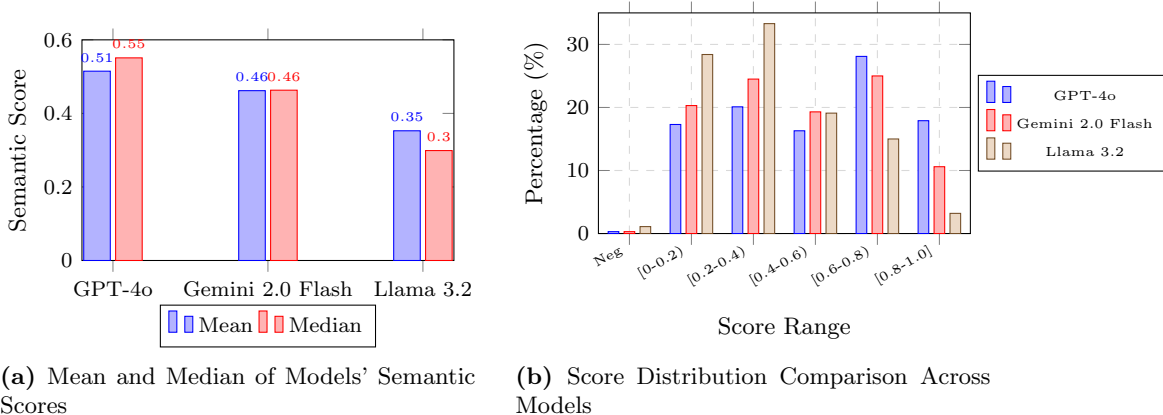 0.6
0.4
0.2
0
Semantic Score
0.51
0.55
0.46
0.46
0.35
0.3
GPT-4o
Gemini 2.0 Flash
Llama 3.2
Mean
Median
(a) Mean and Median of Models' Semantic
Scores
30
20
10
0
Percentage (%)
Neg
[0-0.2)
[0.2-0.4)
[0.4-0.6)
[0.6-0.8)
[0.8-1.0]
Score Range
GPT-4o
Gemini 2.0 Flash
Llama 3.2
(b) Score Distribution Comparison Across
Models